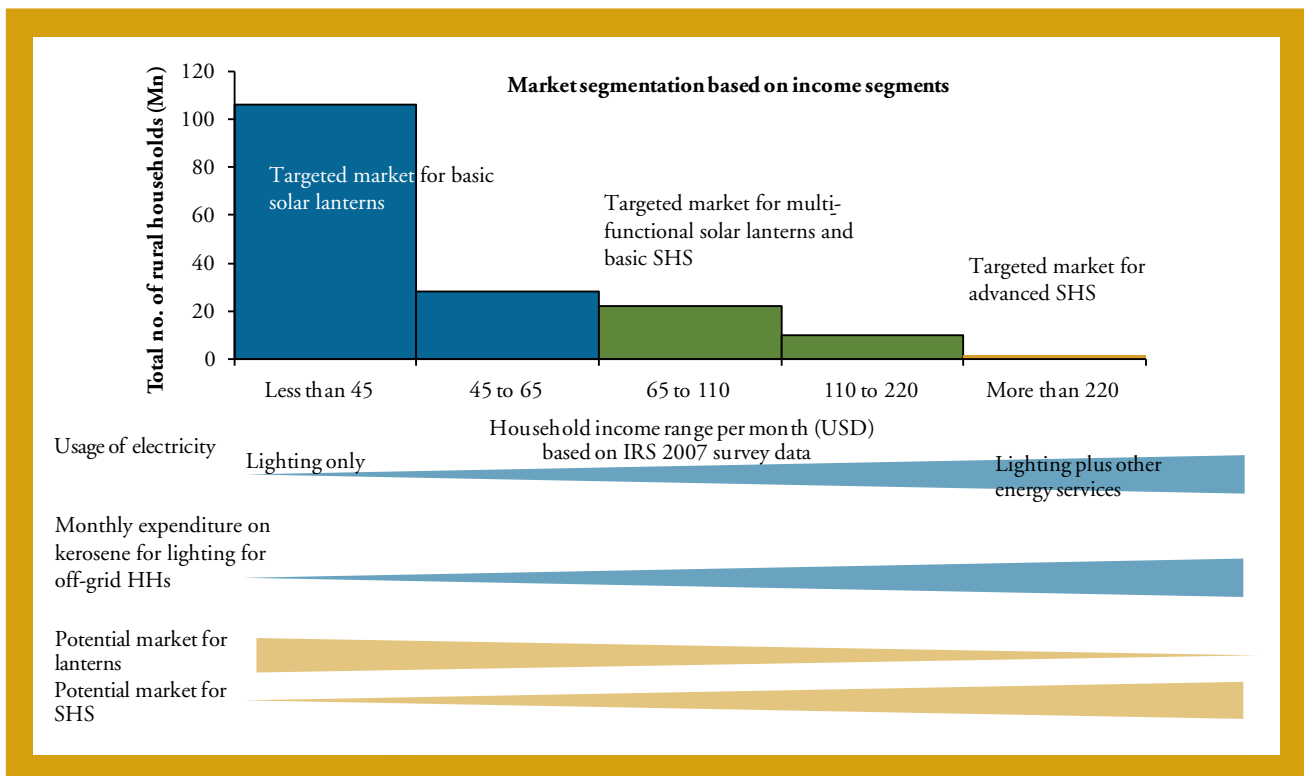 Market segmentation based on income segments
Total no. of rural households (Mn)
120
100
80
60
40
20
0
Targeted market for basic
solar lanterns
Targeted market for multi-
functional solar lanterns and
basic SHS
Targeted market for
advanced SHS
Less than 45
45 to 65
65 to 110
110 to 220
More than 220
Household income range per month (USD)
based on IRS 2007 survey data
Usage of electricity
Lighting only
Lighting plus other
energy services
Monthly expenditure on
kerosene for lighting for
off-grid HHs
Potential market for
lanterns
Potential market for
SHS